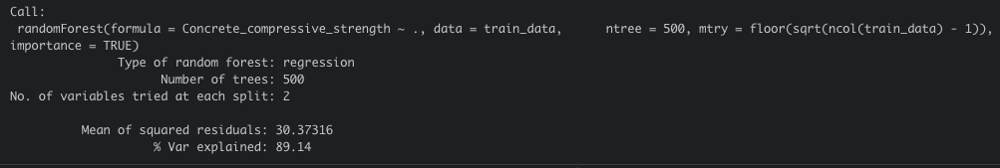 Call:
 randomForest(formula = Concrete_compressive_strength ~ ., data = train_data,      ntree = 500, mtry = floor(sqrt(ncol(train_data) - 1)),
importance = TRUE)
               Type of random forest: regression
                     Number of trees: 500
No. of variables tried at each split: 2

          Mean of squared residuals: 30.37316
                    % Var explained: 89.14